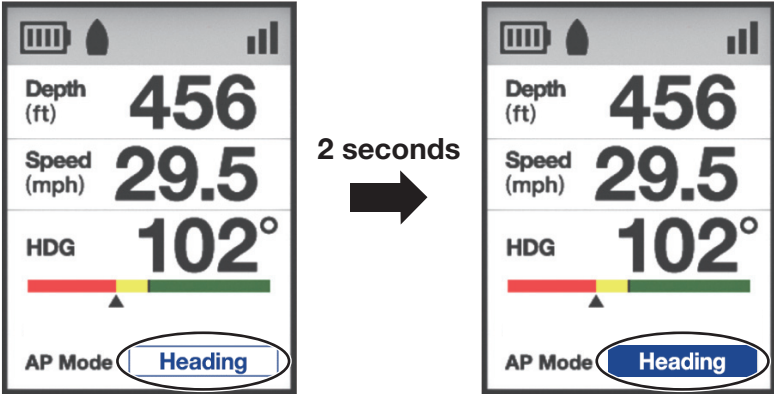 Depth
(ft)
456
Speed
(mph)
29.5
HDG
102°
AP Mode
Heading
2 seconds
Depth
(ft)
456
Speed
(mph)
29.5
HDG
102°
AP Mode
Heading